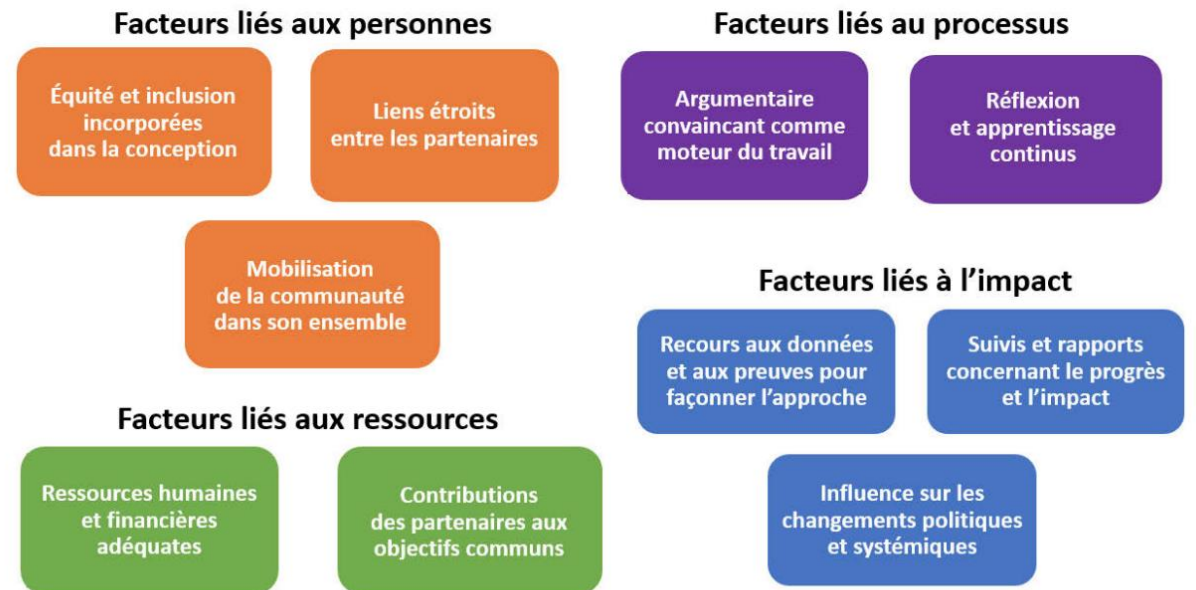 Facteurs liés aux personnes
Équité et inclusion
incorporées
dans la conception
Liens étroits
entre les partenaires
Mobilisation
de la communauté
dans son ensemble
Facteurs liés au processus
Argumentaire
convaincant comme
moteur du travail
Réflexion
et apprentissage
continus
Facteurs liés aux ressources
Ressources humaines
et financières
adéquates
Contributions
des partenaires aux
objectifs communs
Facteurs liés à l’impact
Recours aux données
et aux preuves pour
façonner l’approche
Suivis et rapports
concernant le progrès
et l’impact
Influence sur les
changements politiques
et systémiques